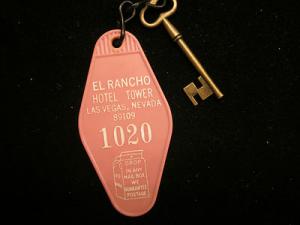 EL RANCHO
HOTEL TOWER
LAS VEGAS, NEVADA
89109
1020
DROP
IN ANY
MAIL BOX
WE
GUARANTEE
POSTAGE